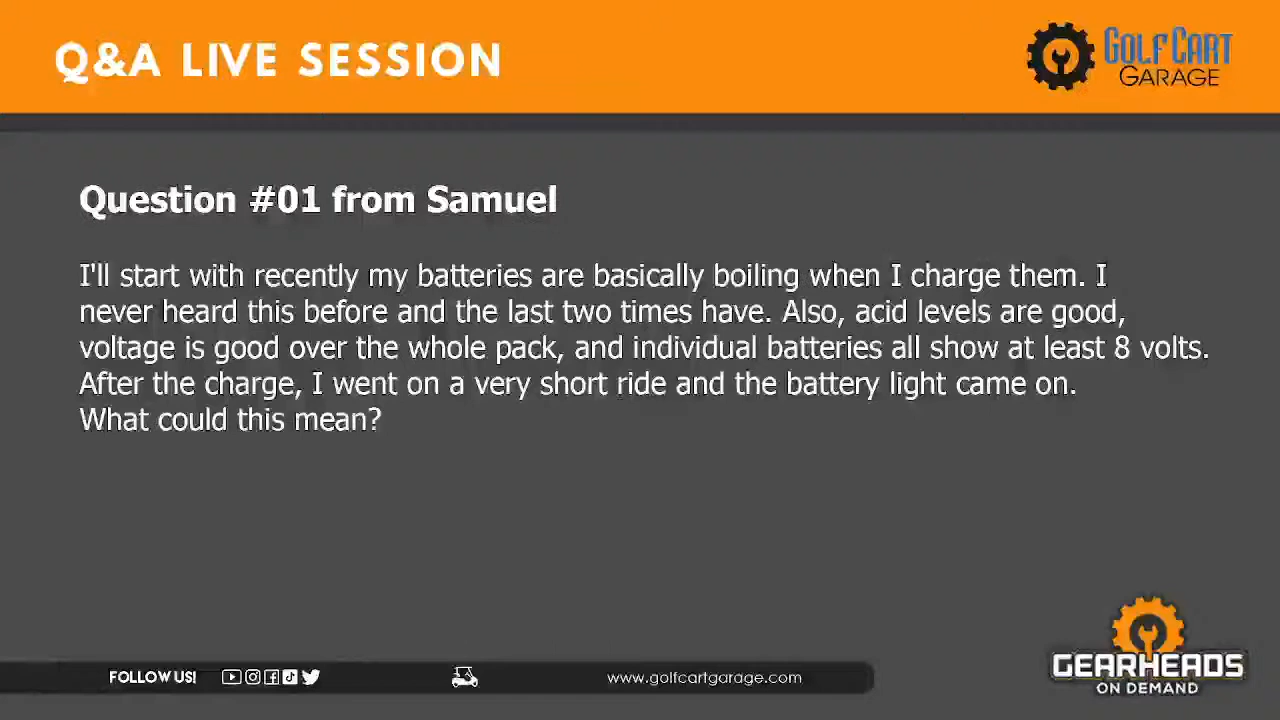 Q&A LIVE SESSION
GOLF CART
GARAGE
Question #01 from Samuel
I'll start with recently my batteries are basically boiling when I charge them. I
never heard this before and the last two times have. Also, acid levels are good,
voltage is good over the whole pack, and individual batteries all show at least 8 volts.
After the charge, I went on a very short ride and the battery light came on.
What could this mean?
FOLLOW US!
www.golfcartgarage.com
GEARHEADS
ON DEMAND